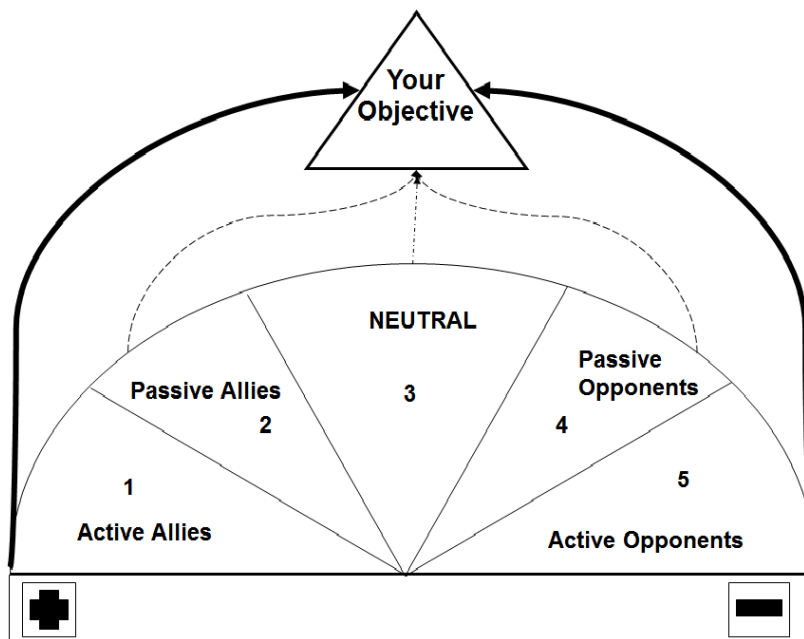 Your
Objective
NEUTRAL
3
Passive Allies
2
Passive
Opponents
4
1
Active Allies
5
Active Opponents